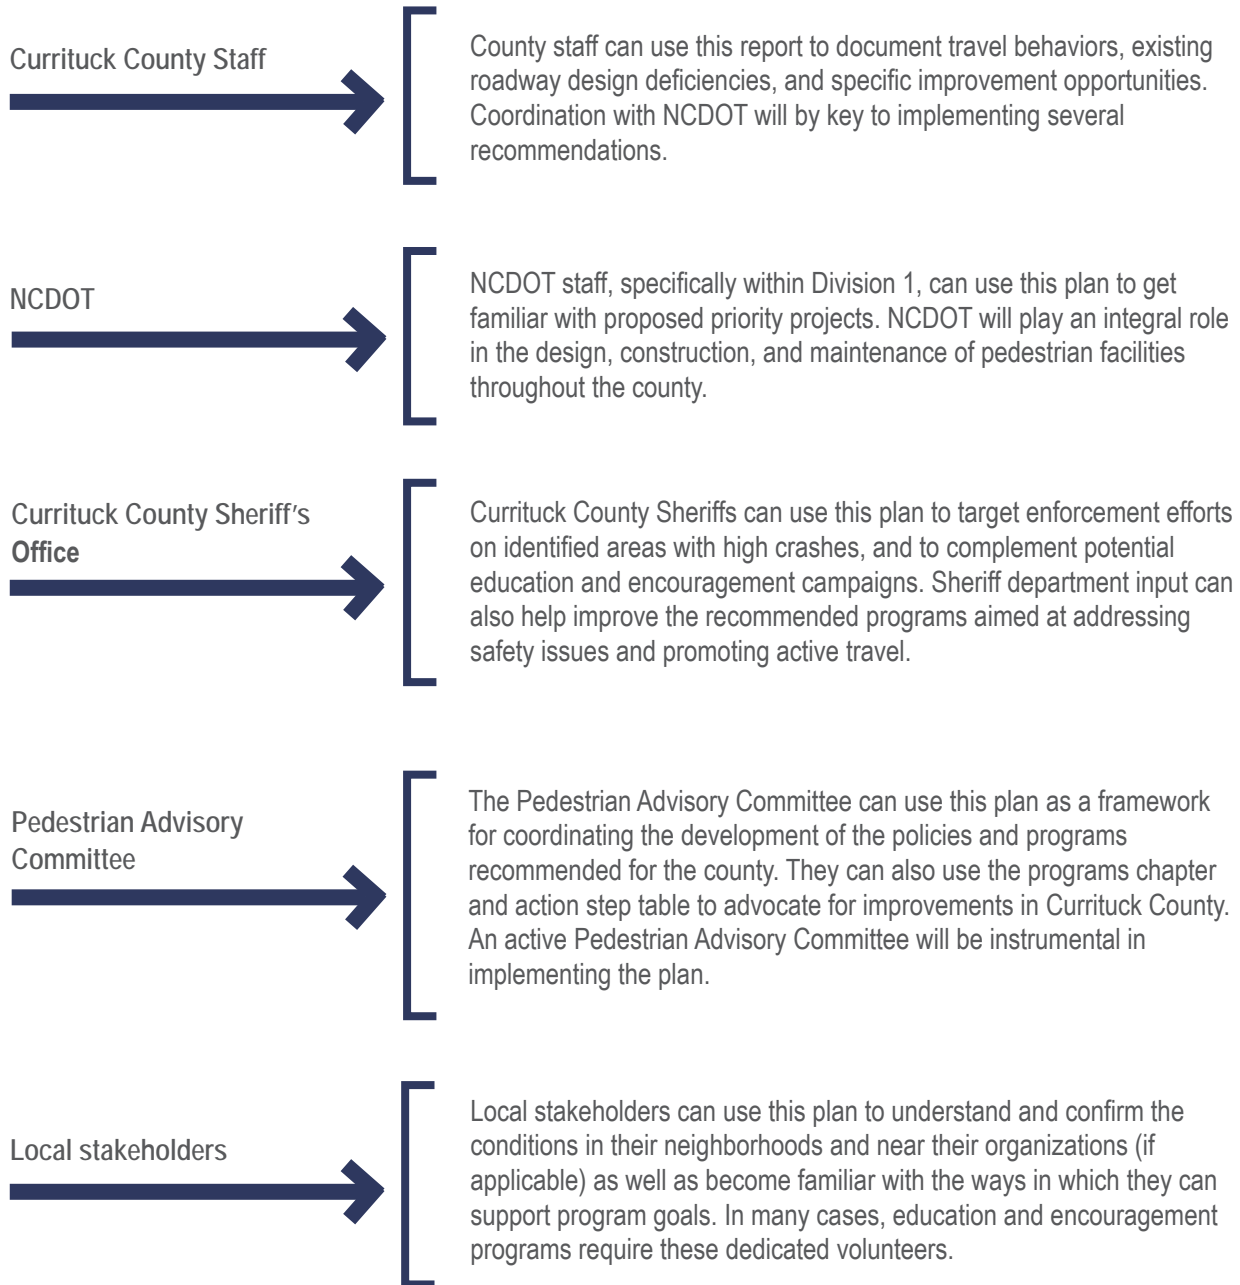 Currituck County Staff
County staff can use this report to document travel behaviors, existing
roadway design deficiencies, and specific improvement opportunities.
Coordination with NCDOT will by key to implementing several
recommendations.
NCDOT
NCDOT staff, specifically within Division 1, can use this plan to get
familiar with proposed priority projects. NCDOT will play an integral role
in the design, construction, and maintenance of pedestrian facilities
throughout the county.
Currituck County Sheriff's
Office
Currituck County Sheriffs can use this plan to target enforcement efforts
on identified areas with high crashes, and to complement potential
education and encouragement campaigns. Sheriff department input can
also help improve the recommended programs aimed at addressing
safety issues and promoting active travel.
Pedestrian Advisory
Committee
The Pedestrian Advisory Committee can use this plan as a framework
for coordinating the development of the policies and programs
recommended for the county. They can also use the programs chapter
and action step table to advocate for improvements in Currituck County.
An active Pedestrian Advisory Committee will be instrumental in
implementing the plan.
Local stakeholders
Local stakeholders can use this plan to understand and confirm the
conditions in their neighborhoods and near their organizations (if
applicable) as well as become familiar with the ways in which they can
support program goals. In many cases, education and encouragement
programs require these dedicated volunteers.